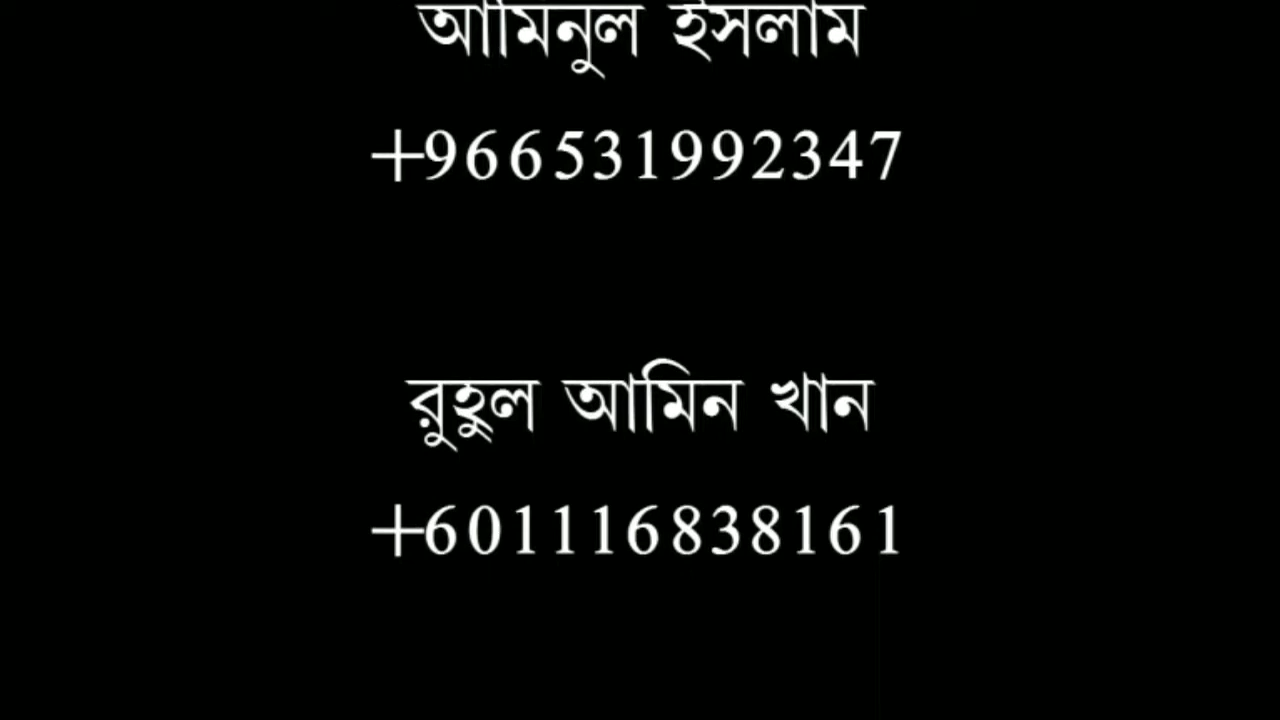 আমিনুল ইসলাম
+966531992347
রুহুল আমিন খান
+601116838161